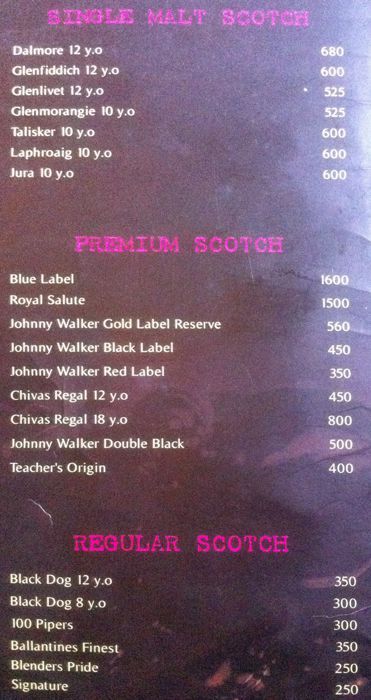 SINGLE MALT SCOTCH
Dalmore 12 y.o 680
Glenfiddich 12 y.o 600
Glenlivet 12 y.o 525
Glenmorangie 10 y.o 525
Talisker 10 y.o 600
Laphroaig 10 y.o 600
Jura 10 y.o 600
PREMIUM SCOTCH
Blue Label 1600
Royal Salute 1500
Johnny Walker Gold Label Reserve 560
Johnny Walker Black Label 450
Johnny Walker Red Label 350
Chivas Regal 12 y.o 450
Chivas Regal 18 y.o 800
Johnny Walker Double Black 500
Teacher's Origin 400
REGULAR SCOTCH
Black Dog 12 y.o 350
Black Dog 8 y.o 300
100 Pipers 300
Ballantines Finest 350
Blenders Pride 250
Signature 250